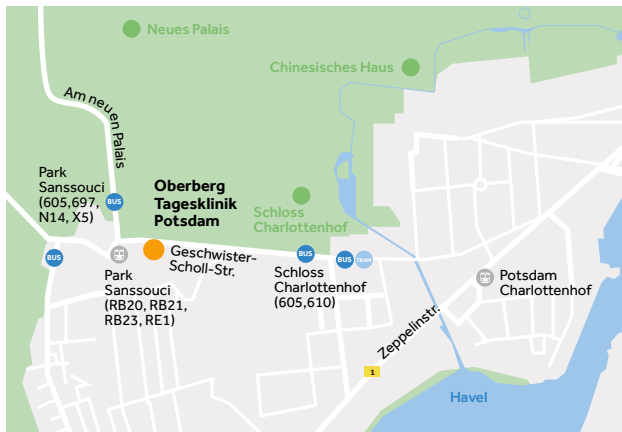 Neues Palais
Chinesisches Haus
Am neuen Palais
Park
Sanssouci
(605,697,
N14, X5)
BUS
Oberberg
Tagesklinik
Potsdam
Schloss
Charlottenhof
BUS
Geschwister-
Scholl-Str.
Park
Sanssouci
(RB20, RB21,
RB23, RE1)
BUS
Schloss
Charlottenhof
(605,610)
BUS
TRAM
Potsdam
Charlottenhof
Zeppelinstr.
1
Havel